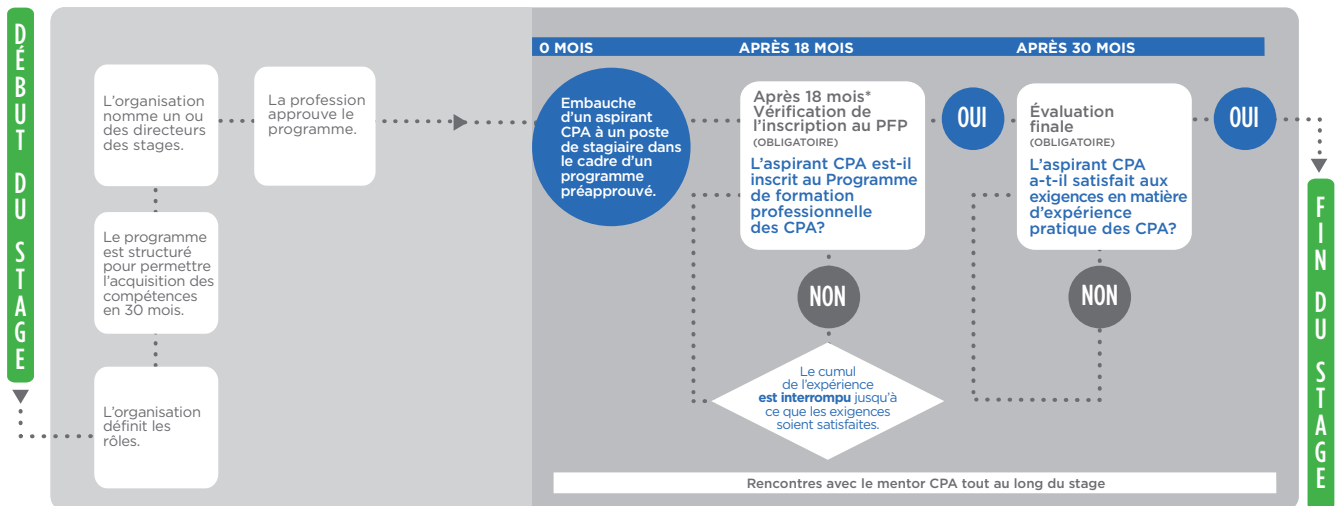 DÉBUT DU STAGE
L'organisation
nomme un ou
des directeurs
des stages.
La profession
approuve le
programme.
Le programme
est structuré
pour permettre
l'acquisition des
compétences
en 30 mois.
L'organisation
définit les
rôles.
0 MOIS
APRÈS 18 MOIS
APRÈS 30 MOIS
Embauche
d'un aspirant
CPA à un poste
de stagiaire dans
le cadre d'un
programme
préapprouvé.
Après 18 mois*
Vérification de
l'inscription au PFP
(OBLIGATOIRE)
L'aspirant CPA est-il
inscrit au Programme
de formation
professionnelle
des CPA?
OUI
NON
Le cumul
de l'expérience
est interrompu jusqu'à
ce que les exigences
soient satisfaites.
Évaluation
finale
(OBLIGATOIRE)
L'aspirant CPA
a-t-il satisfait aux
exigences en matière
d'expérience
pratique des CPA?
OUI
NON
Rencontres avec le mentor CPA tout au long du stage
FIN DU STAGE